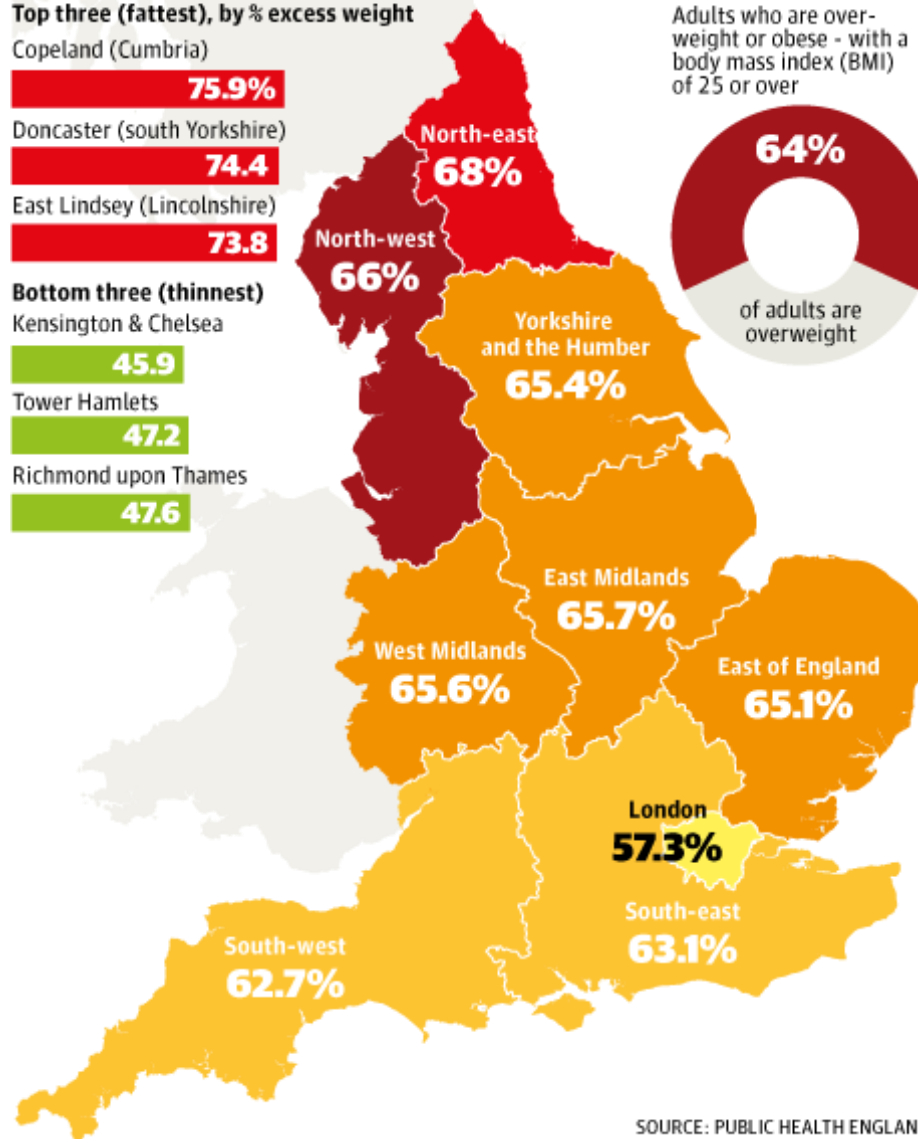 Top three (fattest), by % excess weight
Copeland (Cumbria)
75.9%
Doncaster (south Yorkshire)
74.4
East Lindsey (Lincolnshire)
73.8
Bottom three (thinnest)
Kensington & Chelsea
45.9
Tower Hamlets
47.2
Richmond upon Thames
47.6
Adults who are over-
weight or obese - with a
body mass index (BMI)
of 25 or over
64%
of adults are
overweight
North-east
68%
North-west
66%
Yorkshire
and the Humber
65.4%
East Midlands
65.7%
West Midlands
65.6%
East of England
65.1%
London
57.3%
South-east
63.1%
South-west
62.7%
SOURCE: PUBLIC HEALTH ENGLAN